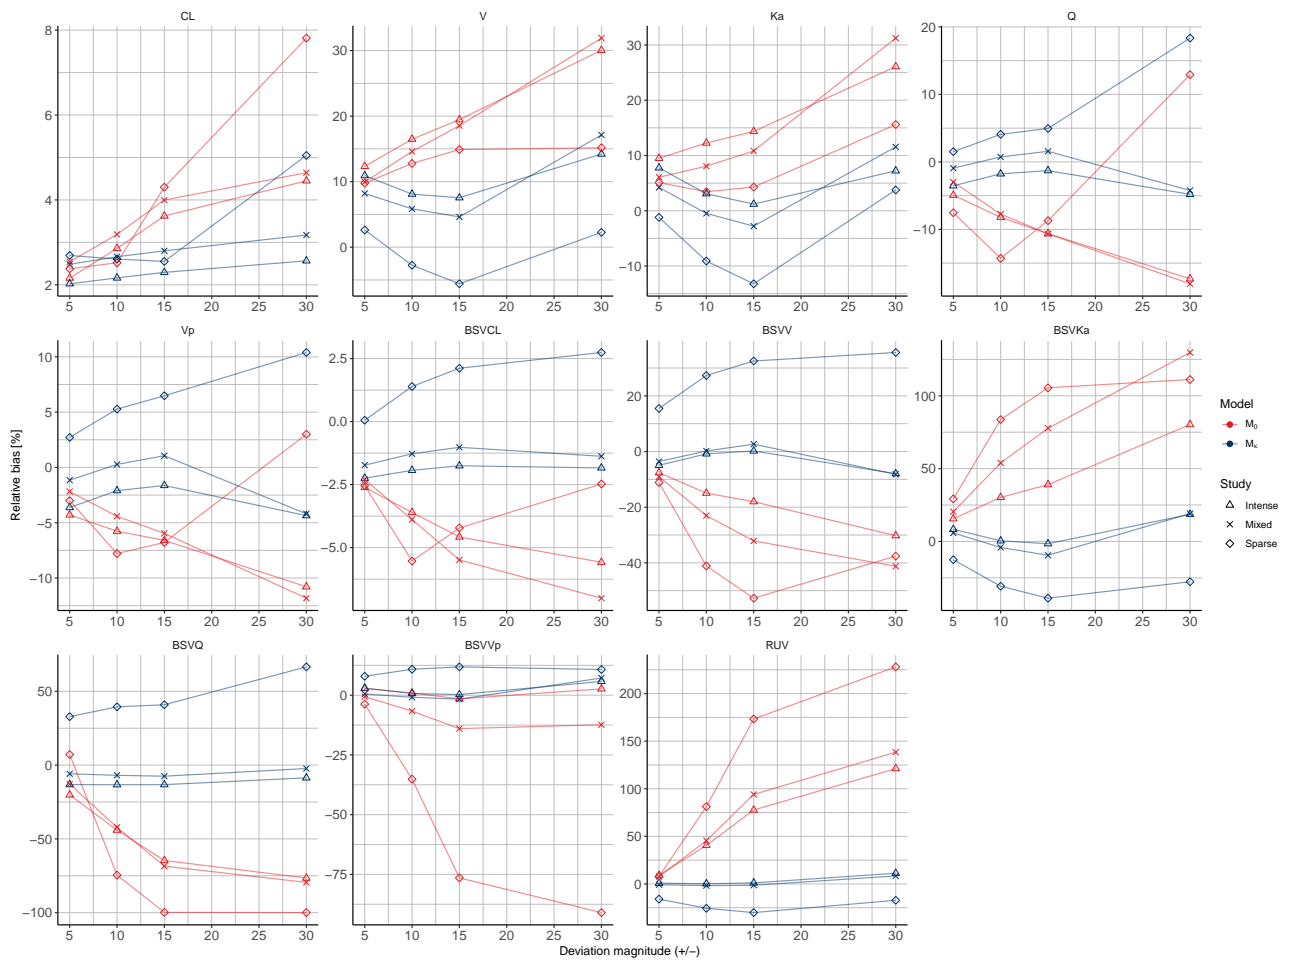 CL
V
Ka
Q
8
6
4
2
5 10 15 20 25 30
30
20
10
0
5 10 15 20 25 30
30
20
10
0
−10
5 10 15 20 25 30
20
10
0
−10
5 10 15 20 25 30
Vp
BSVCL
BSVV
BSVKa
10
5
0
−5
−10
5 10 15 20 25 30
2.5
0.0
−2.5
−5.0
5 10 15 20 25 30
20
0
−20
−40
5 10 15 20 25 30
100
50
0
5 10 15 20 25 30
BSVQ
BSVVp
RUV
50
0
−50
−100
5 10 15 20 25 30
0
−25
−50
−75
5 10 15 20 25 30
200
150
100
50
0
5 10 15 20 25 30
Relative bias [%]
Deviation magnitude (+/−)
Model
M₀
Mκ
Study
Intense
Mixed
Sparse